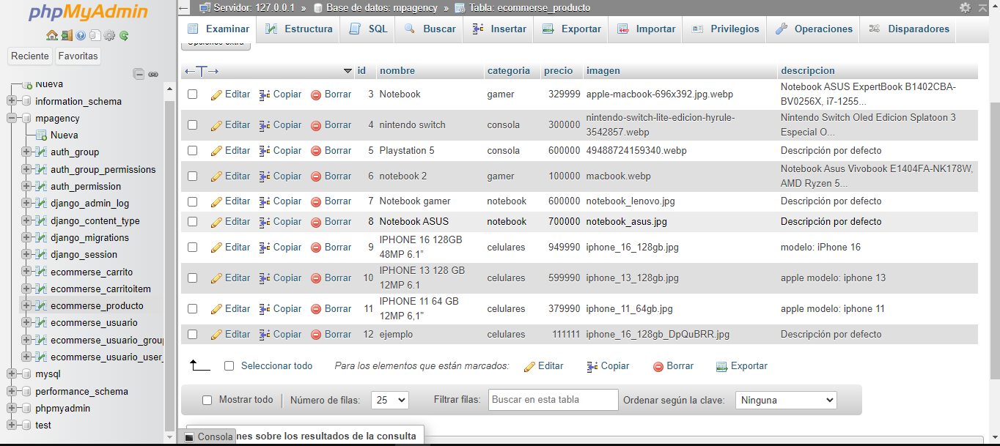 phpMyAdmin
Reciente Favoritas
Nueva
information_schema
mpagency
Nueva
auth_group
auth_group_permissions
auth_permission
django_admin_log
django_content_type
django_migrations
django_session
ecommerse_carrito
ecommerse_carritoitem
ecommerse_producto
ecommerse_usuario
ecommerse_usuario_grou
ecommerse_usuario_user_
mysql
performance_schema
phpmyadmin
test
Servidor: 127.0.0.1 » Base de datos: mpagency » Tabla: ecommerse_producto
Examinar Estructura SQL Buscar Insertar Exportar Importar Privilegios Operaciones Disparadores
Opciones extra
←T→ id nombre categoria precio imagen descripcion
Editar Copiar Borrar 3 Notebook gamer 329999 apple-macbook-696x392.jpg.webp Notebook ASUS ExpertBook B1402CBA-
BV0256X, i7-1255...
Editar Copiar Borrar 4 nintendo switch consola 300000 nintendo-switch-lite-edicion-hyrule- Nintendo Switch Oled Edicion Splatoon 3
3542857.webp Especial O...
Editar Copiar Borrar 5 Playstation 5 consola 600000 49488724159340.webp Descripción por defecto
Editar Copiar Borrar 6 notebook 2 gamer 100000 macbook.webp Notebook Asus Vivobook E1404FA-NK178W,
AMD Ryzen 5...
Editar Copiar Borrar 7 Notebook gamer notebook 600000 notebook_lenovo.jpg Descripción por defecto
Editar Copiar Borrar 8 Notebook ASUS notebook 700000 notebook_asus.jpg Descripción por defecto
Editar Copiar Borrar 9 IPHONE 16 128GB celulares 949990 iphone_16_128gb.jpg modelo: iPhone 16
48MP 6.1”
Editar Copiar Borrar 10 IPHONE 13 128 GB celulares 599990 iphone_13_128gb.jpg apple modelo: iphone 13
12MP 6.1
Editar Copiar Borrar 11 IPHONE 11 64 GB celulares 379990 iphone_11_64gb.jpg apple modelo: iphone 11
12MP 6,1"
Editar Copiar Borrar 12 ejemplo celulares 111111 iphone_16_128gb_DpQuBRR.jpg Descripción por defecto
Seleccionar todo Para los elementos que están marcados: Editar Copiar Borrar Exportar
Mostrar todo Número de filas: 25 Filtrar filas: Buscar en esta tabla Ordenar según la clave: Ninguna
Consola nes sobre los resultados de la consulta